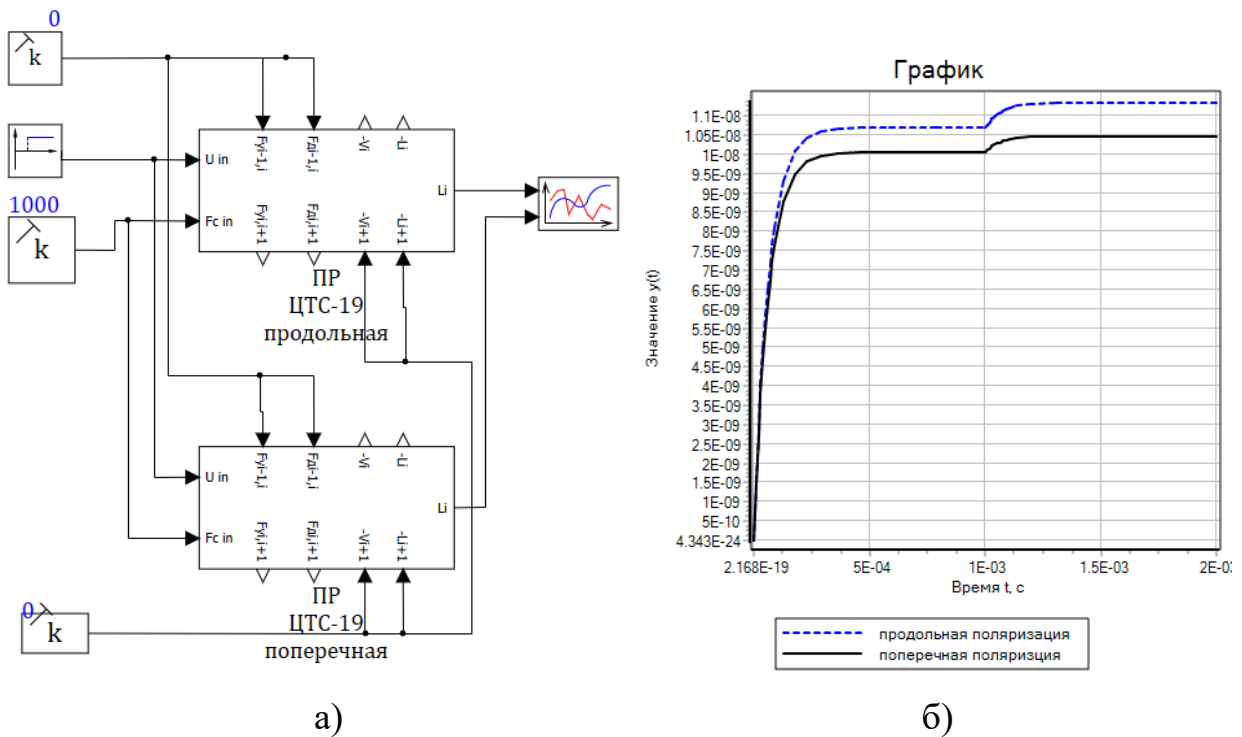 0
k
1000
k
U in
Fc in
Fyi-1,i
Fдi-1,i
-Vi
-Li
Li
Fyi,i+1
Fдi,i+1
-Vi+1
-Li+1
ПР
ЦТС-19
продольная
U in
Fc in
Fyi-1,i
Fдi-1,i
-Vi
-Li
Li
Fyi,i+1
Fдi,i+1
-Vi+1
-Li+1
ПР
ЦТС-19
поперечная
0
k
а)
График
Значение y(t)
1.1E-08
1.05E-08
1E-08
9.5E-09
9E-09
8.5E-09
8E-09
7.5E-09
7E-09
6.5E-09
6E-09
5.5E-09
5E-09
4.5E-09
4E-09
3.5E-09
3E-09
2.5E-09
2E-09
1.5E-09
1E-09
5E-10
4.343E-24
2.168E-19
5E-04
1E-03
1.5E-03
2E-0
Время t, с
продольная поляризация
поперечная поляризция
б)